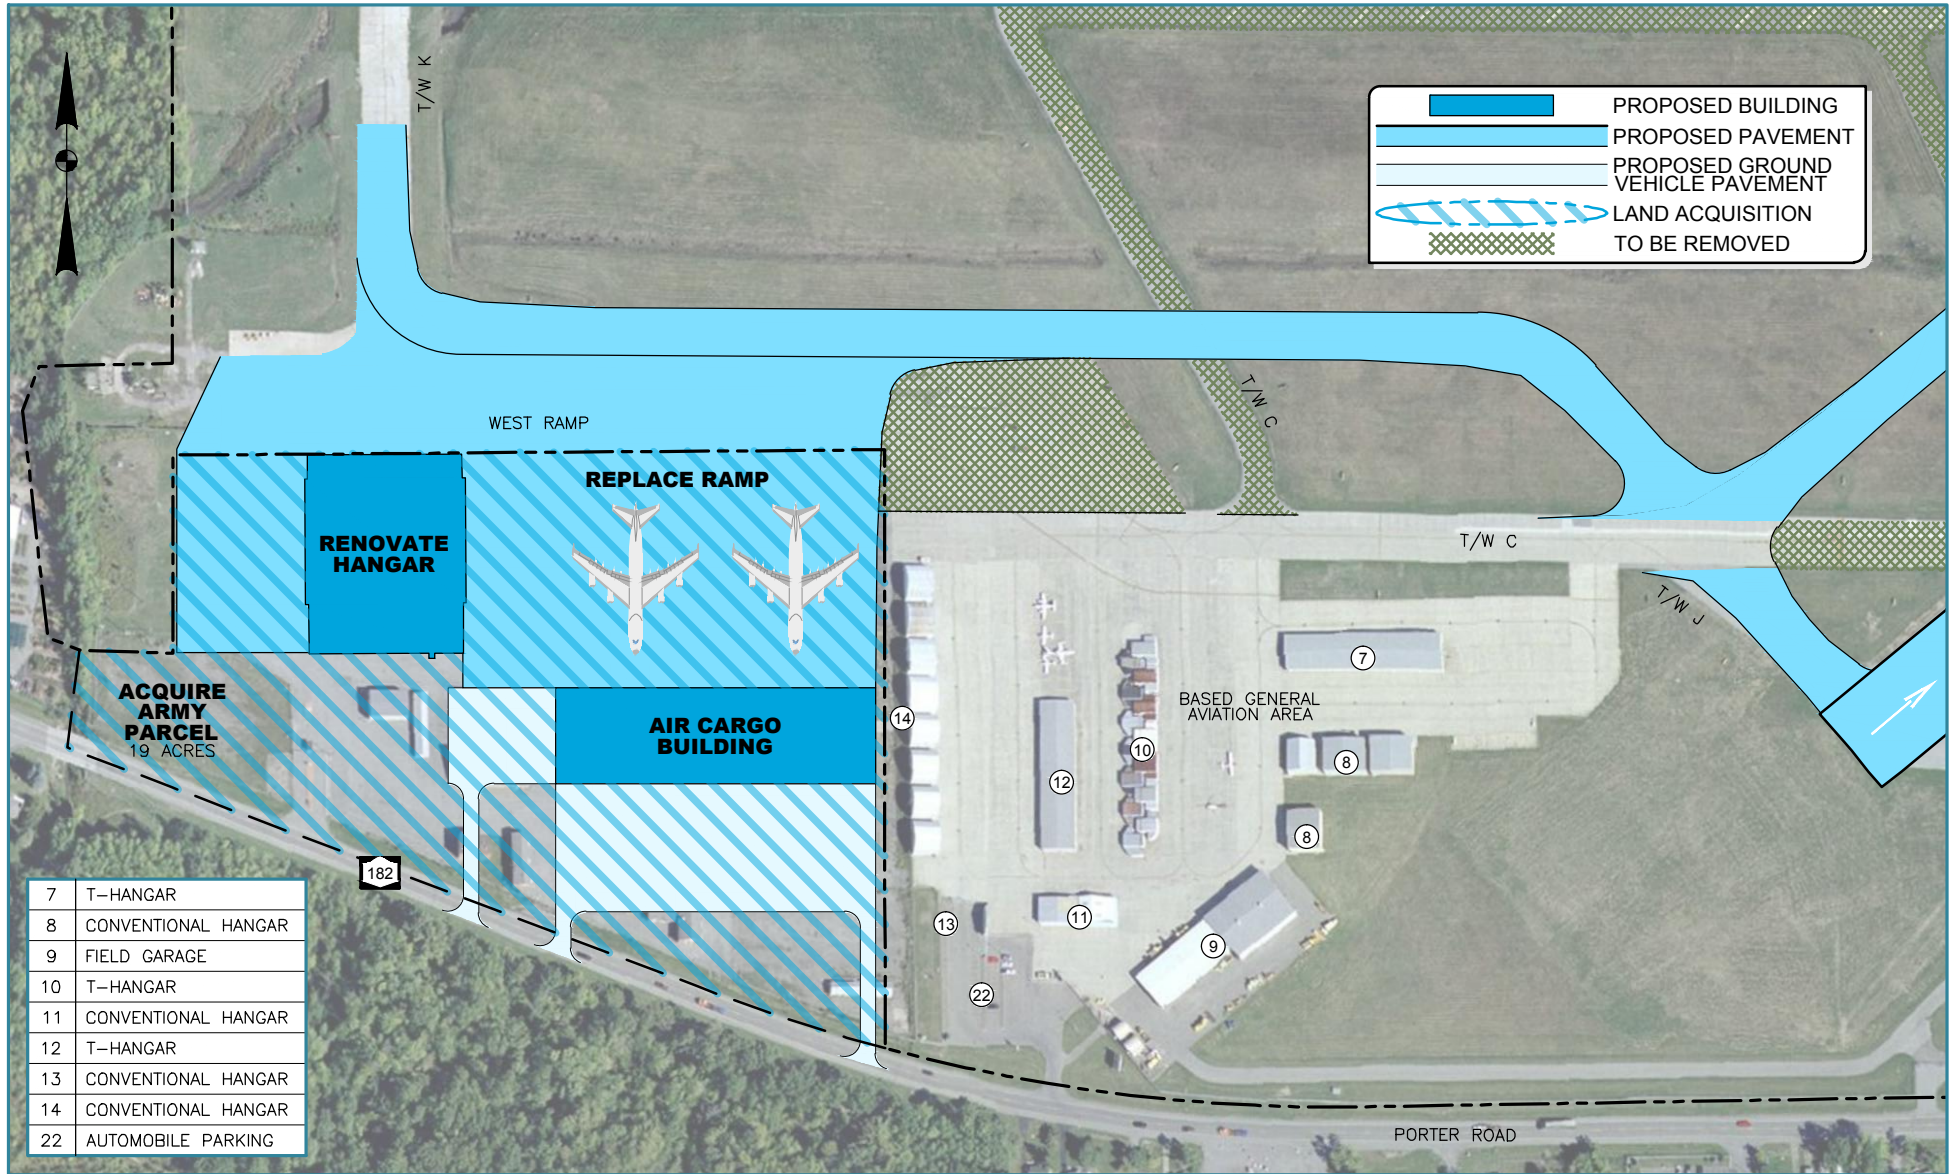 T/W K
PROPOSED BUILDING
PROPOSED PAVEMENT
PROPOSED GROUND
VEHICLE PAVEMENT
LAND ACQUISITION
TO BE REMOVED
WEST RAMP
T/W C
REPLACE RAMP
RENOVATE
HANGAR
T/W C
T/W J
ACQUIRE
ARMY
PARCEL
19 ACRES
AIR CARGO
BUILDING
BASED GENERAL
AVIATION AREA
7
14
10
12
8
8
11
13
9
22
182
7 T-HANGAR
8 CONVENTIONAL HANGAR
9 FIELD GARAGE
10 T-HANGAR
11 CONVENTIONAL HANGAR
12 T-HANGAR
13 CONVENTIONAL HANGAR
14 CONVENTIONAL HANGAR
22 AUTOMOBILE PARKING
PORTER ROAD